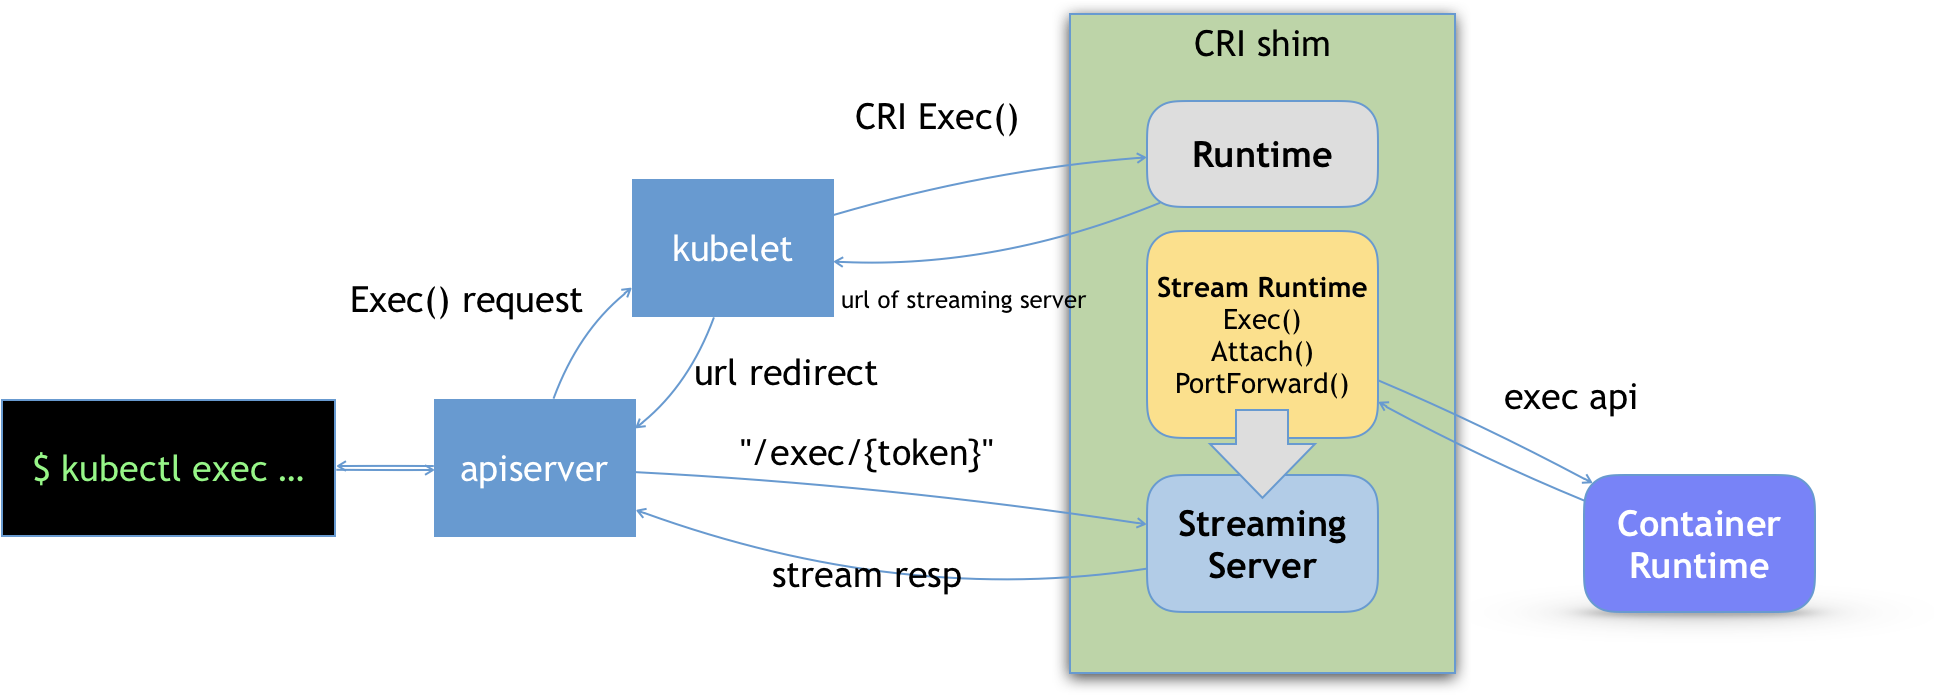 CRI shim
CRI Exec()
Runtime
kubelet
url of streaming server
Exec() request
Stream Runtime
Exec()
Attach()
PortForward()
url redirect
exec api
$ kubectl exec …
apiserver
"/exec/{token}"
Streaming
Server
stream resp
Container
Runtime